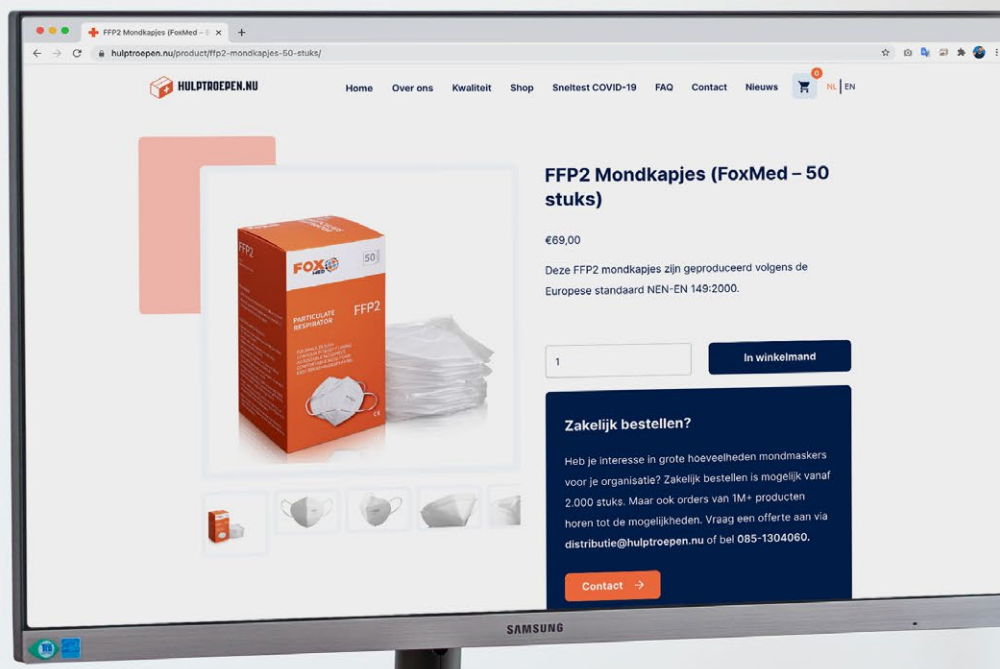 FFP2 Mondkapjes (FoxMed –
hulptroepen.nu/product/ffp2-mondkapjes-50-stuks/
HULPTROEPEN.NU
Home Over ons Kwaliteit Shop Sneltest COVID-19 FAQ Contact Nieuws 0 NL EN
FFP2 Mondkapjes (FoxMed – 50
stuks)
€69,00
Deze FFP2 mondkapjes zijn geproduceerd volgens de
Europese standaard NEN-EN 149:2000.
FFP2
FOX
MED
50
PARTICULATE
RESPIRATOR
FFP2
CE
1
In winkelmand
Zakelijk bestellen?
Heb je interesse in grote hoeveelheden mondmaskers
voor je organisatie? Zakelijk bestellen is mogelijk vanaf
2.000 stuks. Maar ook orders van 1M+ producten
horen tot de mogelijkheden. Vraag een offerte aan via
distributie@hulptroepen.nu of bel 085-1304060.
Contact →
SAMSUNG